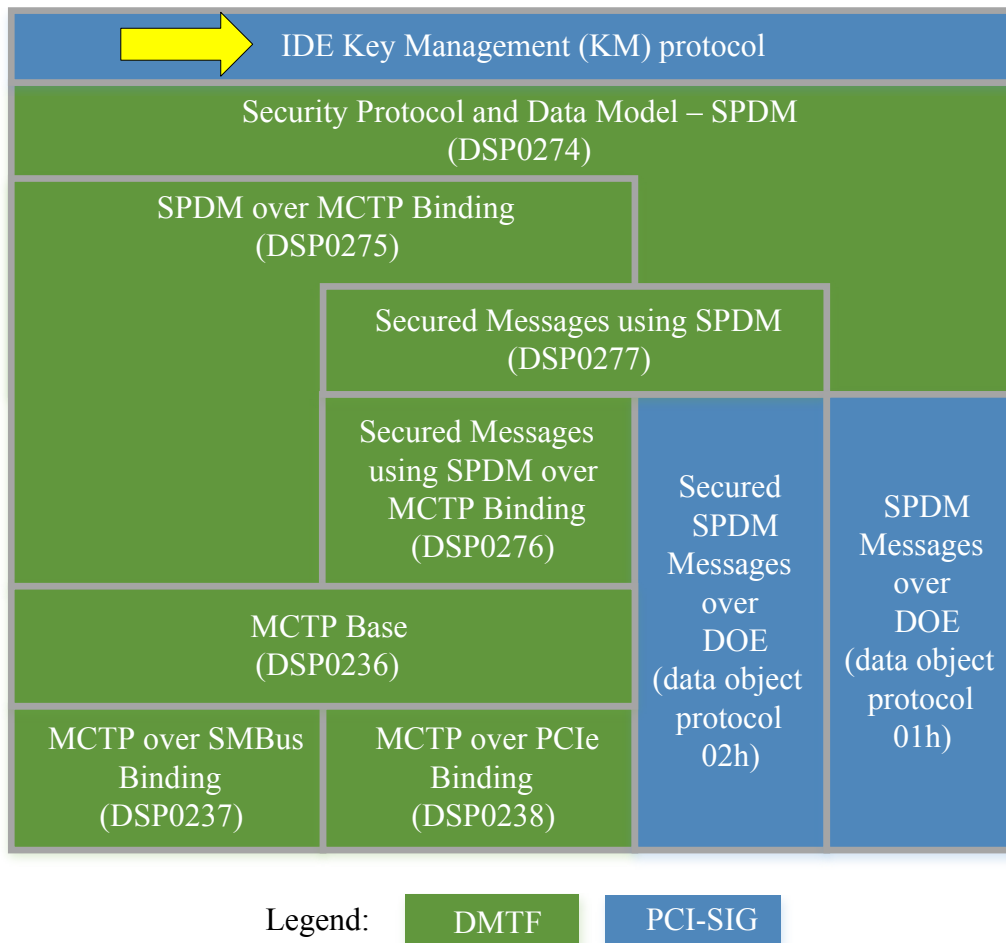 IDE Key Management (KM) protocol
Security Protocol and Data Model – SPDM
(DSP0274)
SPDM over MCTP Binding
(DSP0275)
Secured Messages using SPDM
(DSP0277)
Secured Messages
using SPDM over
MCTP Binding
(DSP0276)
Secured
SPDM
Messages
over
DOE
(data object
protocol
02h)
SPDM
Messages
over
DOE
(data object
protocol
01h)
MCTP Base
(DSP0236)
MCTP over SMBus
Binding
(DSP0237)
MCTP over PCIe
Binding
(DSP0238)
Legend:
DMTF
PCI-SIG